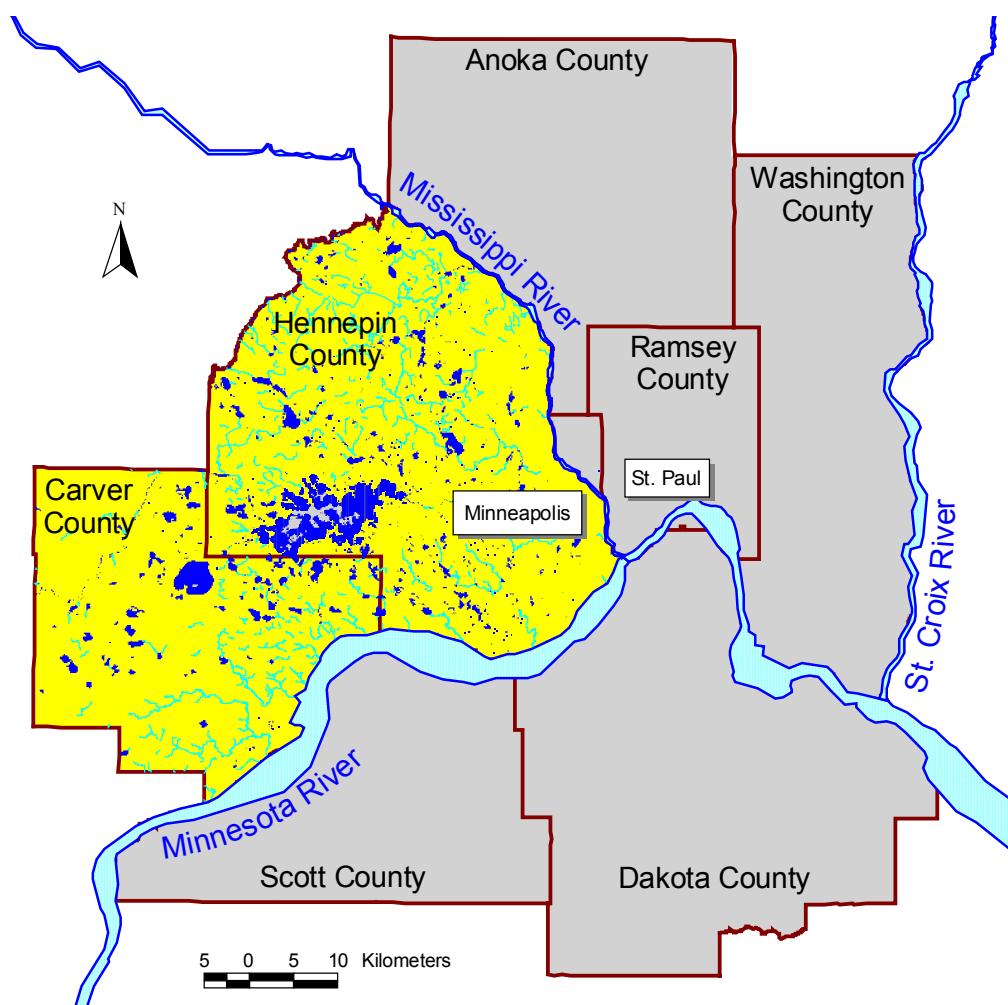 Anoka County
Washington
County
N
Mississippi River
Hennepin
County
Ramsey
County
Carver
County
St. Paul
Minneapolis
St. Croix River
Minnesota River
Scott County
Dakota County
5 0 5 10 Kilometers